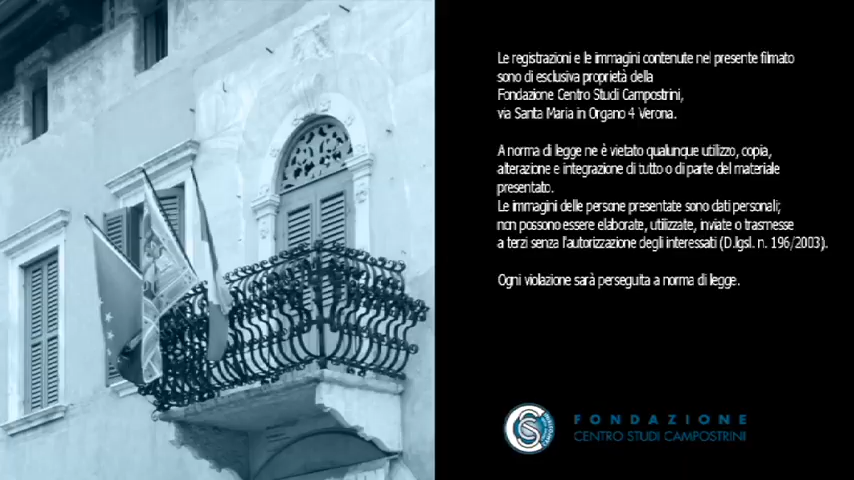 Le registrazioni e le immagini contenute nel presente filmato
sono di esclusiva proprietà della
Fondazione Centro Studi Campostrini,
via Santa Maria in Organo 4 Verona.
A norma di legge ne è vietato qualunque utilizzo, copia,
alterazione e integrazione di tutto o di parte del materiale
presentato.
Le immagini delle persone presentate sono dati personali;
non possono essere elaborate, utilizzate, inviate o trasmesse
a terzi senza l'autorizzazione degli interessati (D.lgsl. n. 196/2003).
Ogni violazione sarà perseguita a norma di legge.
FONDAZIONE
CENTRO STUDI CAMPOSTRINI